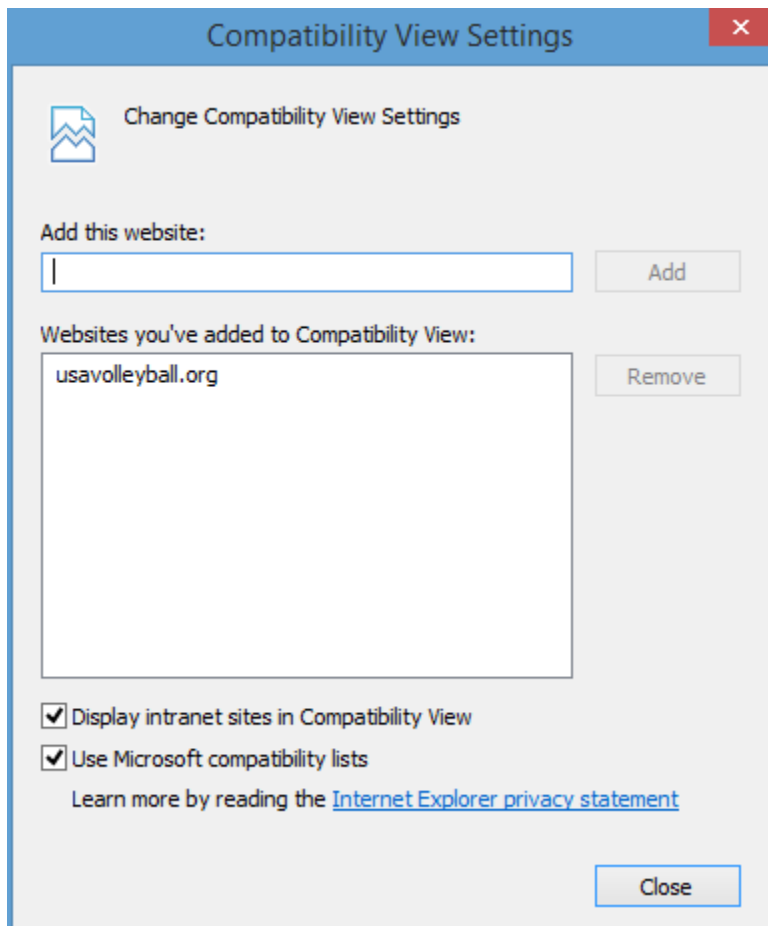 Compatibility View Settings
Change Compatibility View Settings
Add this website:
Add
Websites you've added to Compatibility View:
usavolleyball.org
Remove
Display intranet sites in Compatibility View
Use Microsoft compatibility lists
Learn more by reading the Internet Explorer privacy statement
Close